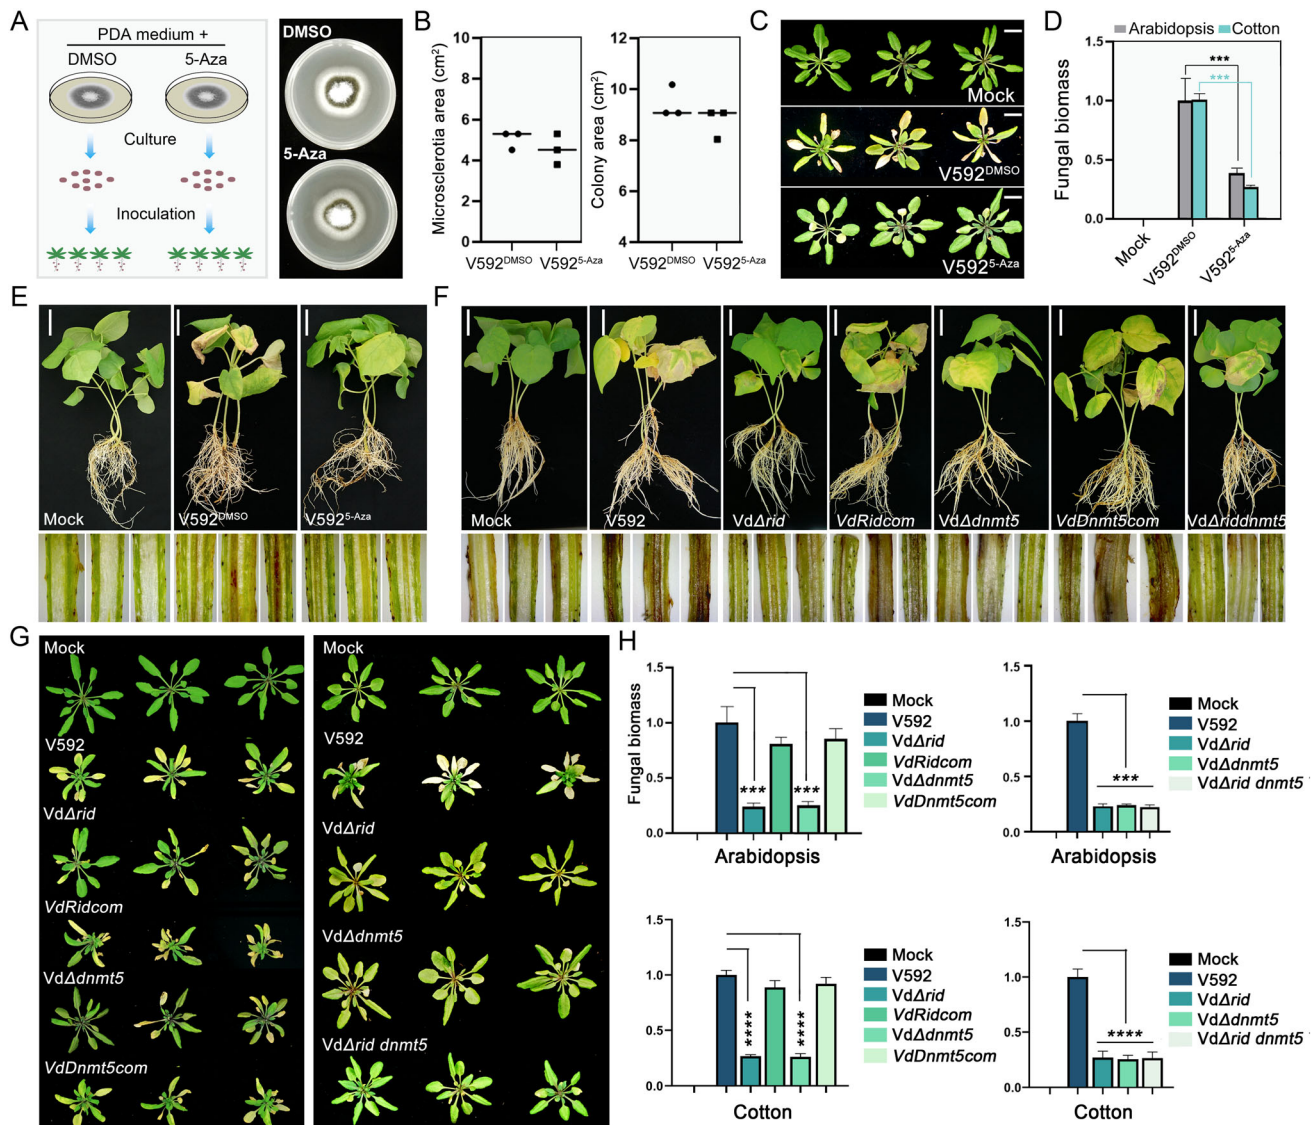 A
PDA medium +
DMSO
5-Aza
Culture
Inoculation
DMSO
5-Aza
B
Microsclerotia area (cm²)
10
8
6
4
2
0
V592DMSO
V5925-Aza
Colony area (cm²)
12
10
8
6
4
V592DMSO
V5925-Aza
C
Mock
V592DMSO
V5925-Aza
D
Arabidopsis
Cotton
Fungal biomass
1.5
1.0
0.5
0.0
***
***
Mock
V592DMSO
V5925-Aza
E
Mock
V592DMSO
V5925-Aza
F
Mock
V592
VdΔrid
VdRidcom
VdΔdnmt5
VdDnmt5com
VdΔriddnmt5
G
Mock
V592
VdΔrid
VdRidcom
VdΔdnmt5
VdDnmt5com
Mock
V592
VdΔrid
VdΔdnmt5
VdΔrid dnmt5
H
Fungal biomass
1.5
1.0
0.5
0.0
***
***
Arabidopsis
Mock
V592
VdΔrid
VdRidcom
VdΔdnmt5
VdDnmt5com
1.5
1.0
0.5
0.0
***
Arabidopsis
Mock
V592
VdΔrid
VdΔdnmt5
VdΔrid dnmt5
1.5
1.0
0.5
0.0
****
****
Cotton
Mock
V592
VdΔrid
VdRidcom
VdΔdnmt5
VdDnmt5com
1.5
1.0
0.5
0.0
****
Cotton
Mock
V592
VdΔrid
VdΔdnmt5
VdΔrid dnmt5